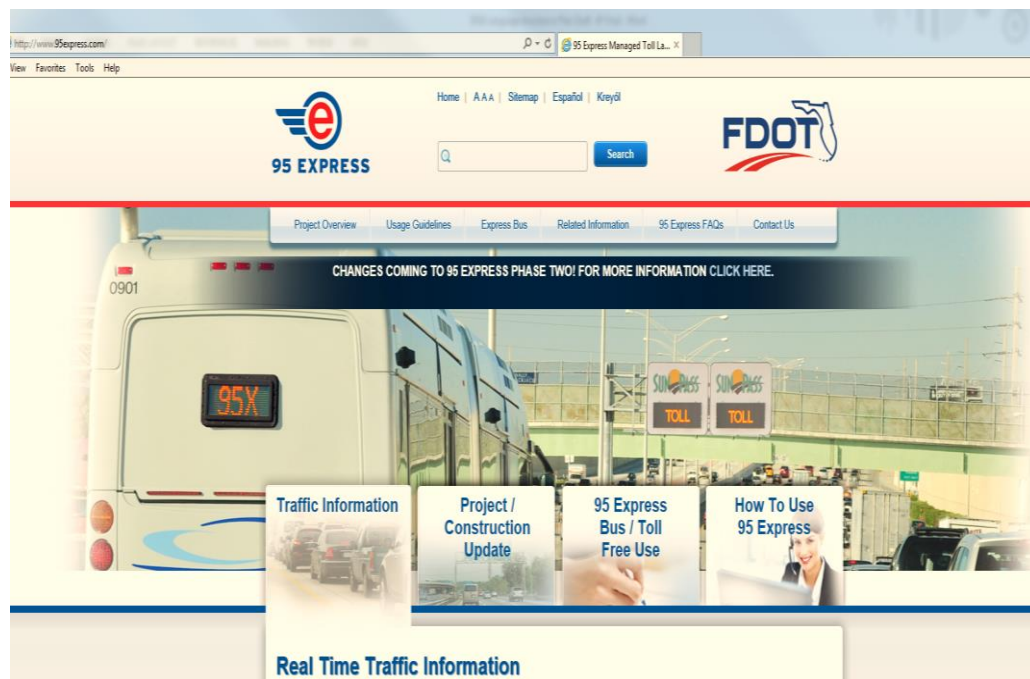 http://www.95express.com/
95 Express Managed Toll La... ×
View Favorites Tools Help
Home | A A A | Sitemap | Español | Kreyól
e
95 EXPRESS
Search
FDOT
Project Overview Usage Guidelines Express Bus Related Information 95 Express FAQs Contact Us
CHANGES COMING TO 95 EXPRESS PHASE TWO! FOR MORE INFORMATION CLICK HERE.
0901
95X
SUNPASS SUNPASS
TOLL TOLL
Traffic Information
Project /
Construction
Update
95 Express
Bus / Toll
Free Use
How To Use
95 Express
Real Time Traffic Information